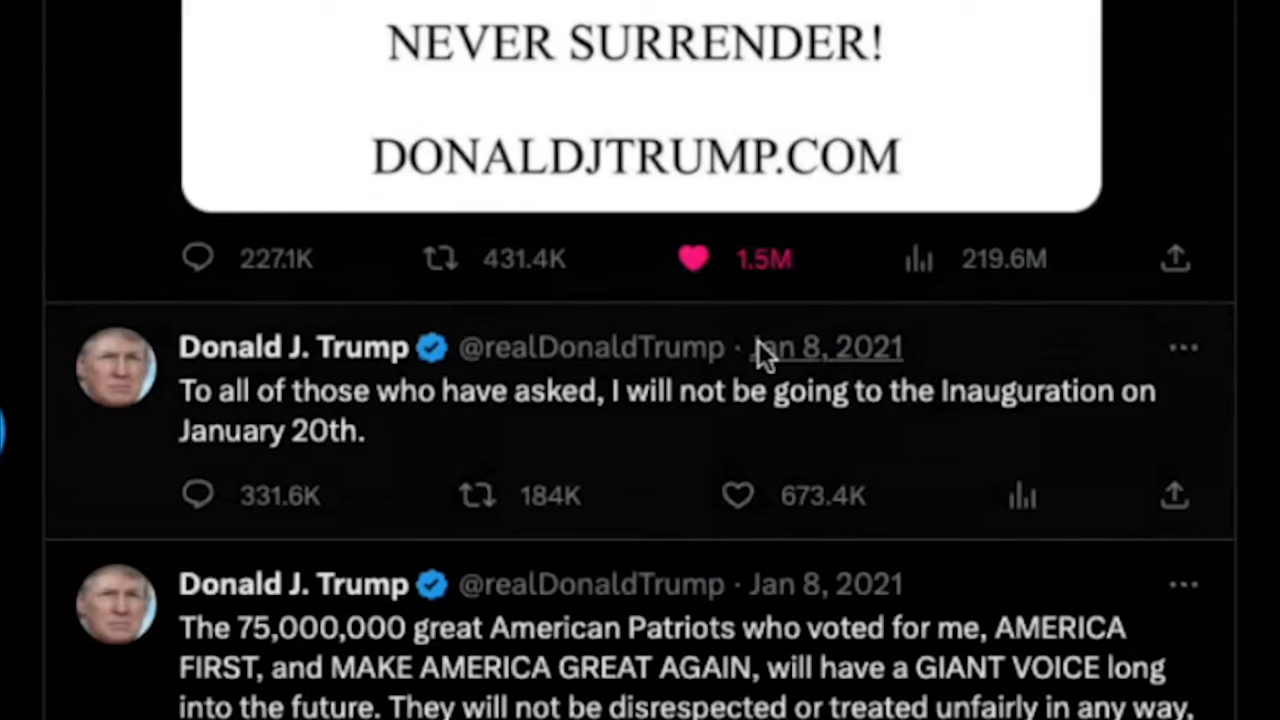 NEVER SURRENDER!
DONALDJTRUMP.COM
227.1K 431.4K 1.5M 219.6M
Donald J. Trump @realDonaldTrump · Jan 8, 2021
To all of those who have asked, I will not be going to the Inauguration on
January 20th.
331.6K 184K 673.4K
Donald J. Trump @realDonaldTrump · Jan 8, 2021
The 75,000,000 great American Patriots who voted for me, AMERICA
FIRST, and MAKE AMERICA GREAT AGAIN, will have a GIANT VOICE long
into the future. They will not be disrespected or treated unfairly in any way,